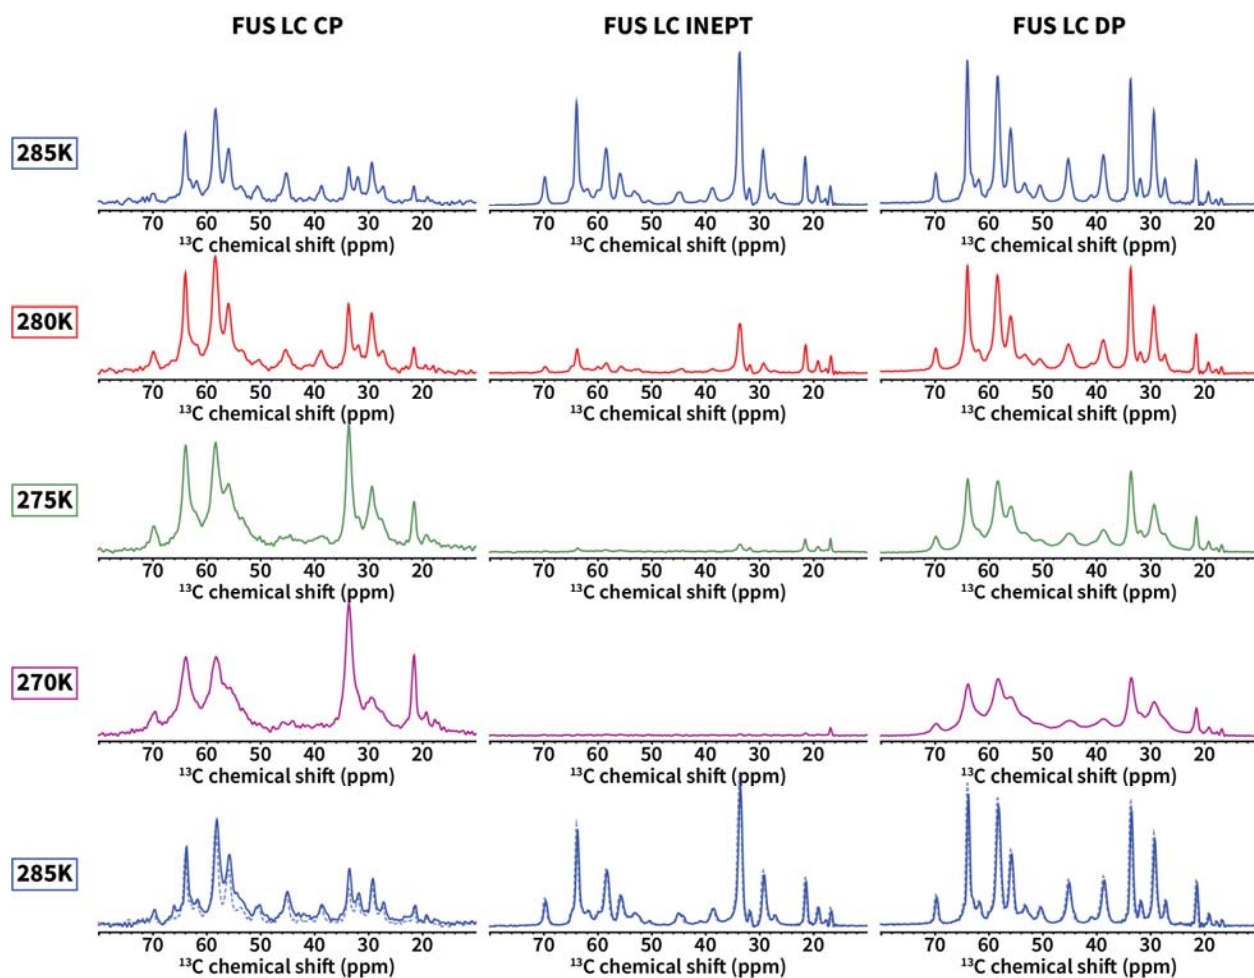 FUS LC CP FUS LC INEPT FUS LC DP
285K
70 60 50 40 30 20 70 60 50 40 30 20 70 60 50 40 30 20
¹³C chemical shift (ppm) ¹³C chemical shift (ppm) ¹³C chemical shift (ppm)
280K
70 60 50 40 30 20 70 60 50 40 30 20 70 60 50 40 30 20
¹³C chemical shift (ppm) ¹³C chemical shift (ppm) ¹³C chemical shift (ppm)
275K
70 60 50 40 30 20 70 60 50 40 30 20 70 60 50 40 30 20
¹³C chemical shift (ppm) ¹³C chemical shift (ppm) ¹³C chemical shift (ppm)
270K
70 60 50 40 30 20 70 60 50 40 30 20 70 60 50 40 30 20
¹³C chemical shift (ppm) ¹³C chemical shift (ppm) ¹³C chemical shift (ppm)
285K
70 60 50 40 30 20 70 60 50 40 30 20 70 60 50 40 30 20
¹³C chemical shift (ppm) ¹³C chemical shift (ppm) ¹³C chemical shift (ppm)